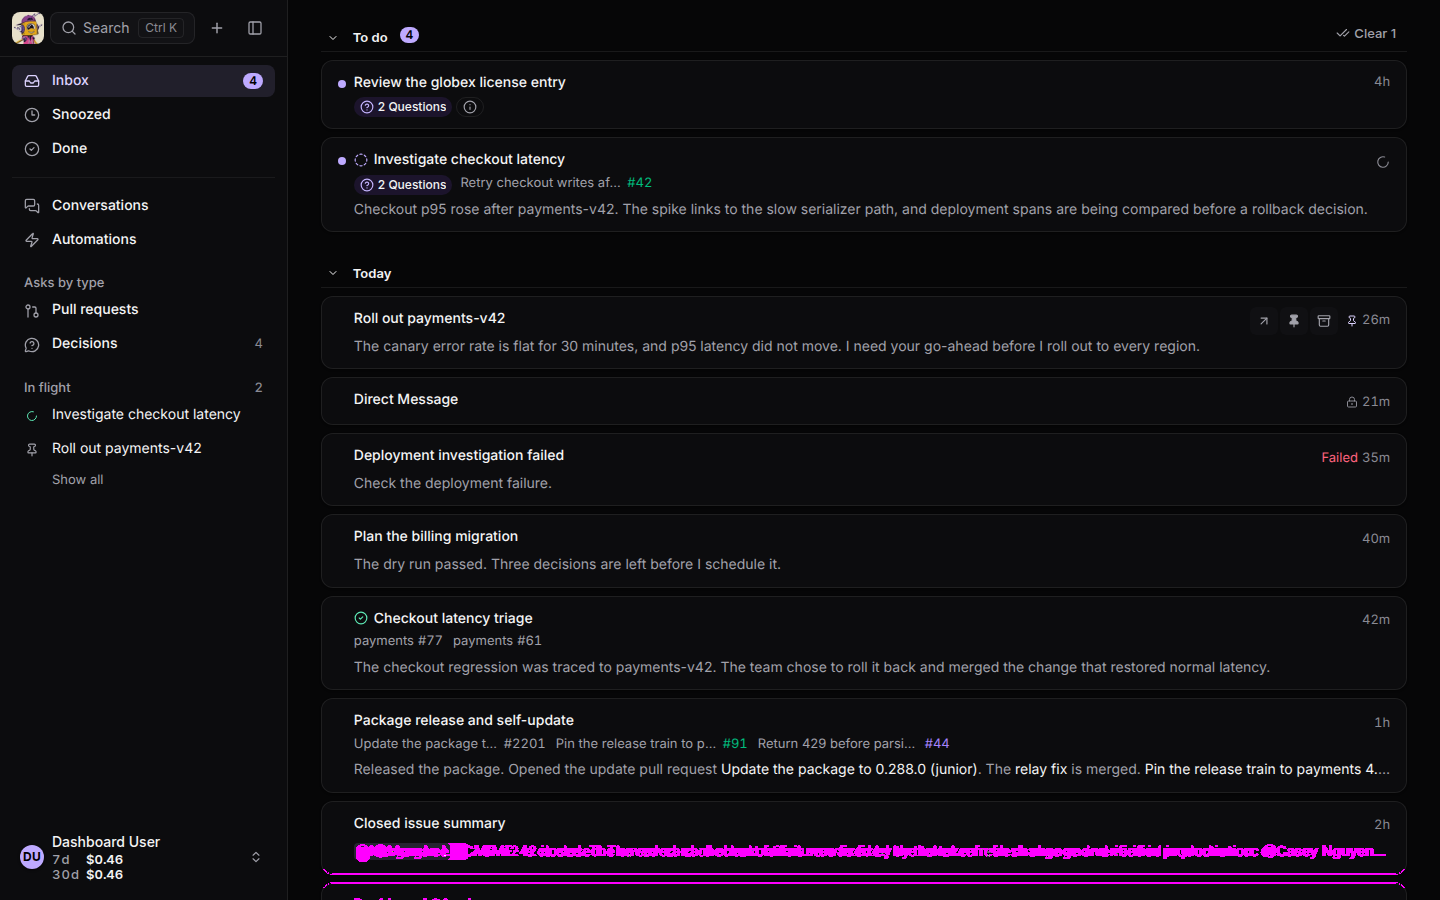 Search Ctrl K
Inbox 4
Snoozed
Done
Conversations
Automations
Asks by type
Pull requests
Decisions 4
In flight 2
Investigate checkout latency
Roll out payments-v42
Show all
DU Dashboard User
7d $0.46
30d $0.46
To do 4 Clear 1
Review the globex license entry 4h
2 Questions
Investigate checkout latency
2 Questions Retry checkout writes af... #42
Checkout p95 rose after payments-v42. The spike links to the slow serializer path, and deployment spans are being compared before a rollback decision.
Today
Roll out payments-v42 26m
The canary error rate is flat for 30 minutes, and p95 latency did not move. I need your go-ahead before I roll out to every region.
Direct Message 21m
Deployment investigation failed Failed 35m
Check the deployment failure.
Plan the billing migration 40m
The dry run passed. Three decisions are left before I schedule it.
Checkout latency triage 42m
payments #77 payments #61
The checkout regression was traced to payments-v42. The team chose to roll it back and merged the change that restored normal latency.
Package release and self-update 1h
Update the package t... #2201 Pin the release train to p... #91 Return 429 before parsi... #44
Released the package. Opened the update pull request Update the package to 0.288.0 (junior). The relay fix is merged. Pin the release train to payments 4....
Closed issue summary 2h
Casey Nguyen